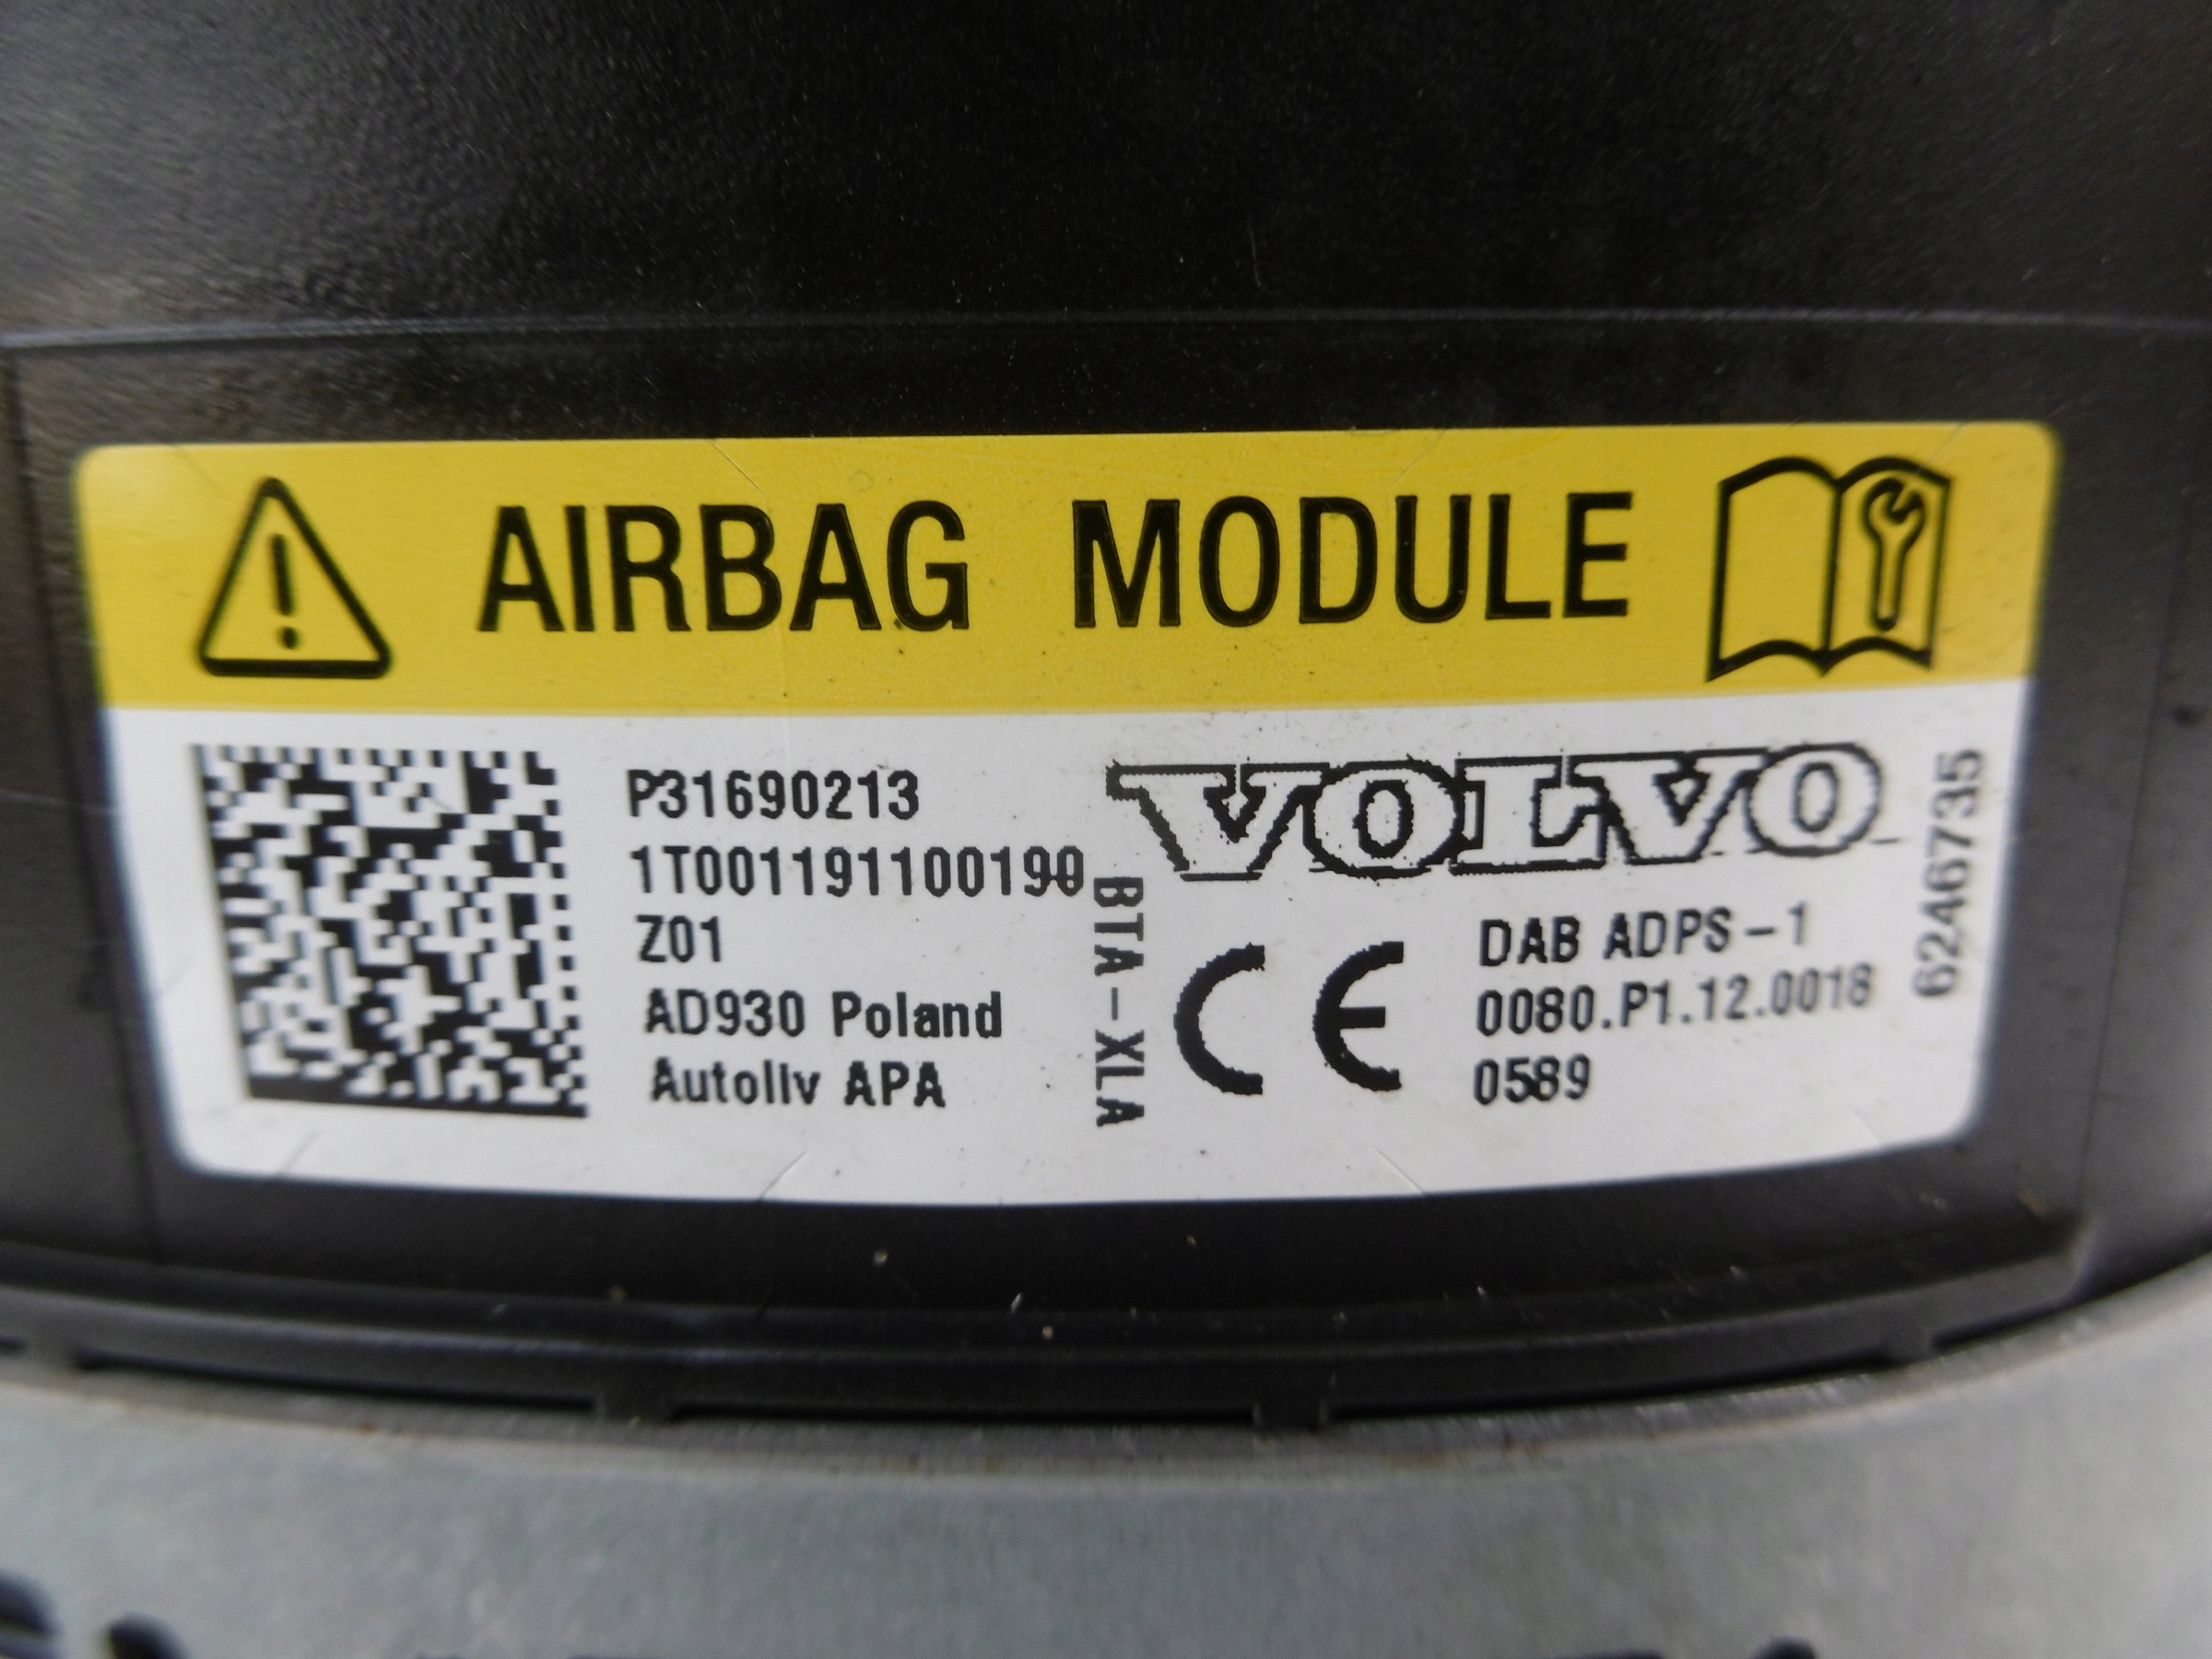 AIRBAG MODULE
P31690213
1T001191100190
Z01
AD930 Poland
Autoliv APA
BTA-XLA
VOLVO
CE
DAB ADPS-1
0080.P1.12.0018
0589
6246735